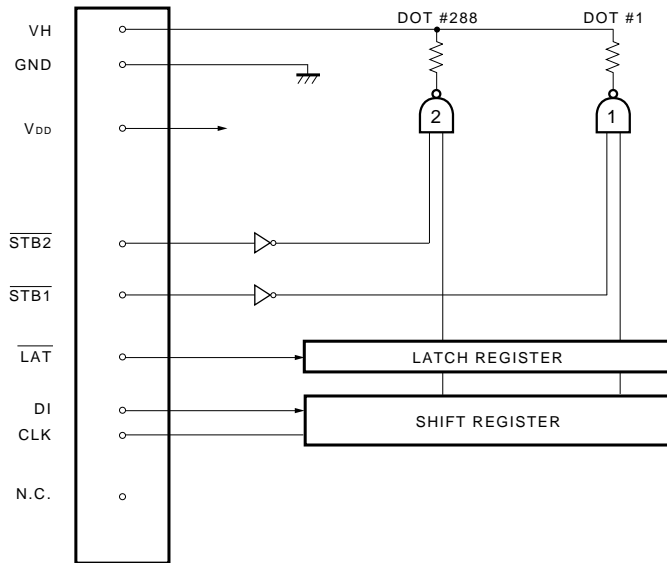 DOT #288 DOT #1
VH
GND
VDD
2 1
STB2
STB1
LAT
LATCH REGISTER
DI
SHIFT REGISTER
CLK
N.C.